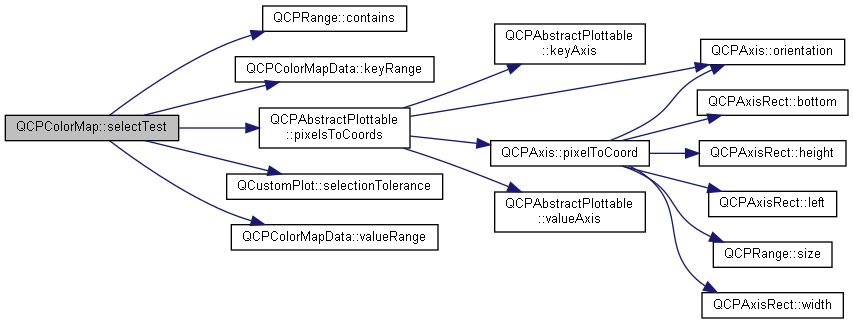 QCPColorMap::selectTest
QCPRange::contains
QCPColorMapData::keyRange
QCPAbstractPlottable
::pixelsToCoords
QCustomPlot::selectionTolerance
QCPColorMapData::valueRange
QCPAbstractPlottable
::keyAxis
QCPAxis::pixelToCoord
QCPAbstractPlottable
::valueAxis
QCPAxis::orientation
QCPAxisRect::bottom
QCPAxisRect::height
QCPAxisRect::left
QCPRange::size
QCPAxisRect::width